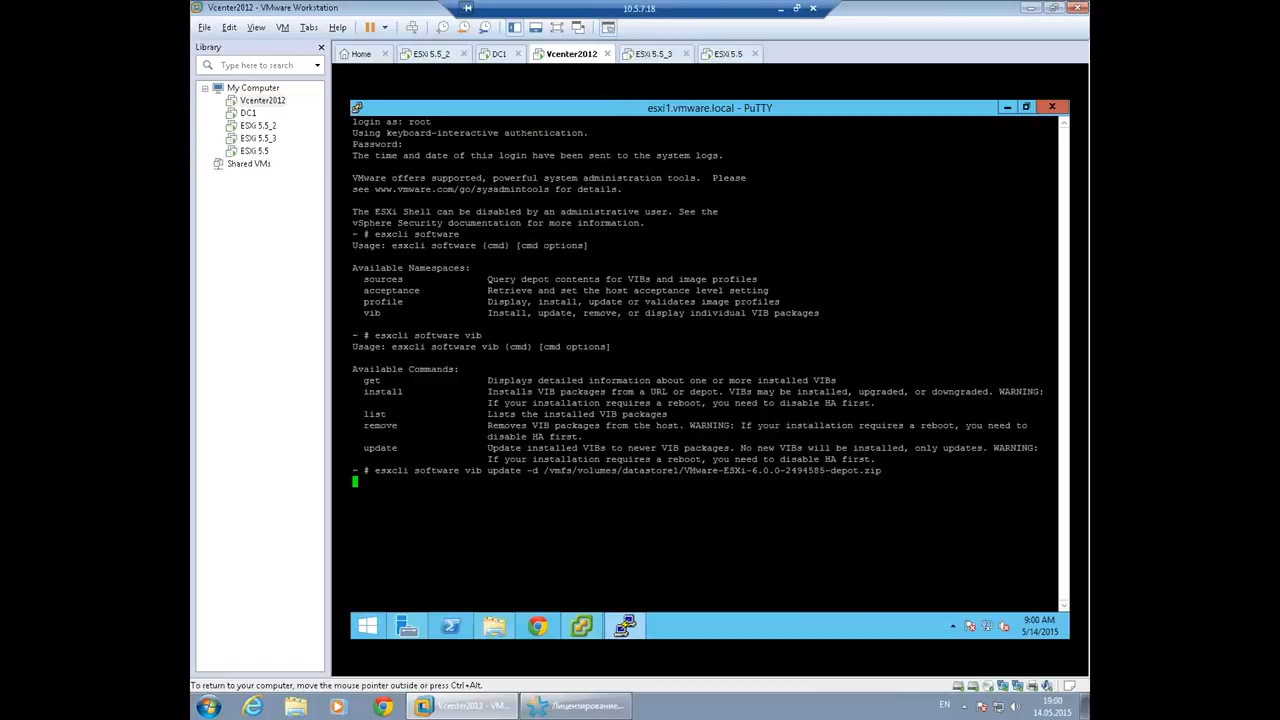 Vcenter2012 - VMware Workstation
10.5.7.18
File Edit View VM Tabs Help
Library
Type here to search
My Computer
Vcenter2012
DC1
ESXi 5.5_2
ESXi 5.5_3
ESXi 5.5
Shared VMs
Home ESXi 5.5_2 DC1 Vcenter2012 ESXi 5.5_3 ESXi 5.5
esxi1.vmware.local - PuTTY
login as: root
Using keyboard-interactive authentication.
Password:
The time and date of this login have been sent to the system logs.
VMware offers supported, powerful system administration tools.  Please
see www.vmware.com/go/sysadmintools for details.
The ESXi Shell can be disabled by an administrative user. See the
vSphere Security documentation for more information.
~ # esxcli software
Usage: esxcli software {cmd} [cmd options]
Available Namespaces:
sources Query depot contents for VIBs and image profiles
acceptance Retrieve and set the host acceptance level setting
profile Display, install, update or validates image profiles
vib Install, update, remove, or display individual VIB packages
~ # esxcli software vib
Usage: esxcli software vib {cmd} [cmd options]
Available Commands:
get Displays detailed information about one or more installed VIBs
install Installs VIB packages from a URL or depot. VIBs may be installed, upgraded, or downgraded. WARNING:
If your installation requires a reboot, you need to disable HA first.
list Lists the installed VIB packages
remove Removes VIB packages from the host. WARNING: If your installation requires a reboot, you need to
disable HA first.
update Update installed VIBs to newer VIB packages. No new VIBs will be installed, only updates. WARNING:
If your installation requires a reboot, you need to disable HA first.
~ # esxcli software vib update -d /vmfs/volumes/datastore1/VMware-ESXi-6.0.0-2494585-depot.zip
9:00 AM
5/14/2015
To return to your computer, move the mouse pointer outside or press Ctrl+Alt.
Vcenter2012 - VM...
Лицензирование...
EN
19:00
14.05.2015